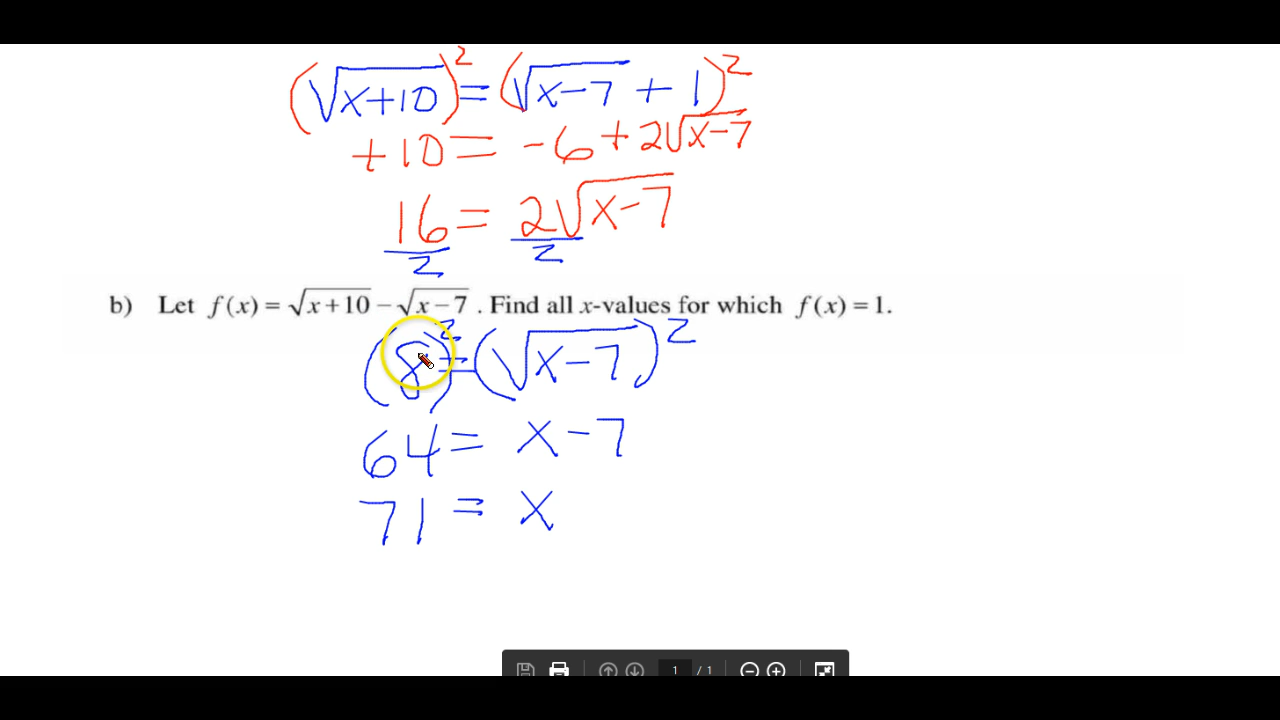 (√x+10)² = (√x-7 + 1)²
+10 = -6 + 2√x-7
16 = 2√x-7
2 2
b) Let f(x) = √x+10 − √x−7 . Find all x-values for which f(x) = 1.
(8)² = (√x-7)²
64 = x-7
71 = x
1 / 1